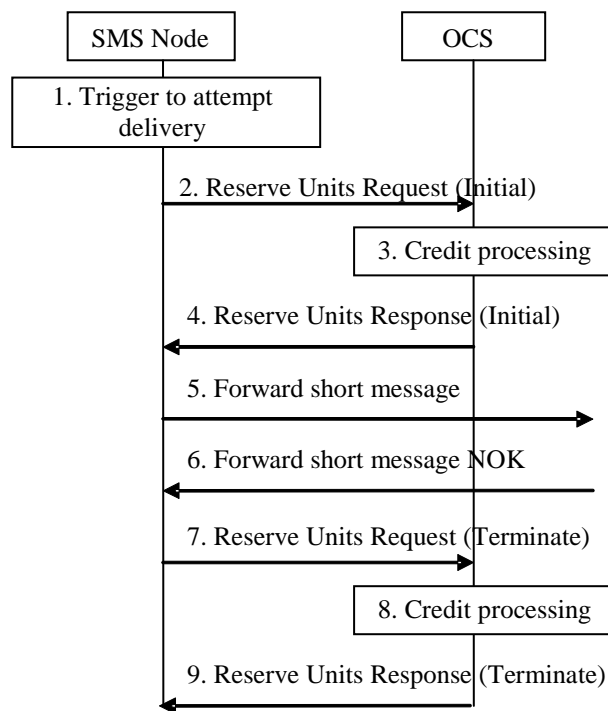 SMS Node
OCS
1. Trigger to attempt
delivery
2. Reserve Units Request (Initial)
3. Credit processing
4. Reserve Units Response (Initial)
5. Forward short message
6. Forward short message NOK
7. Reserve Units Request (Terminate)
8. Credit processing
9. Reserve Units Response (Terminate)